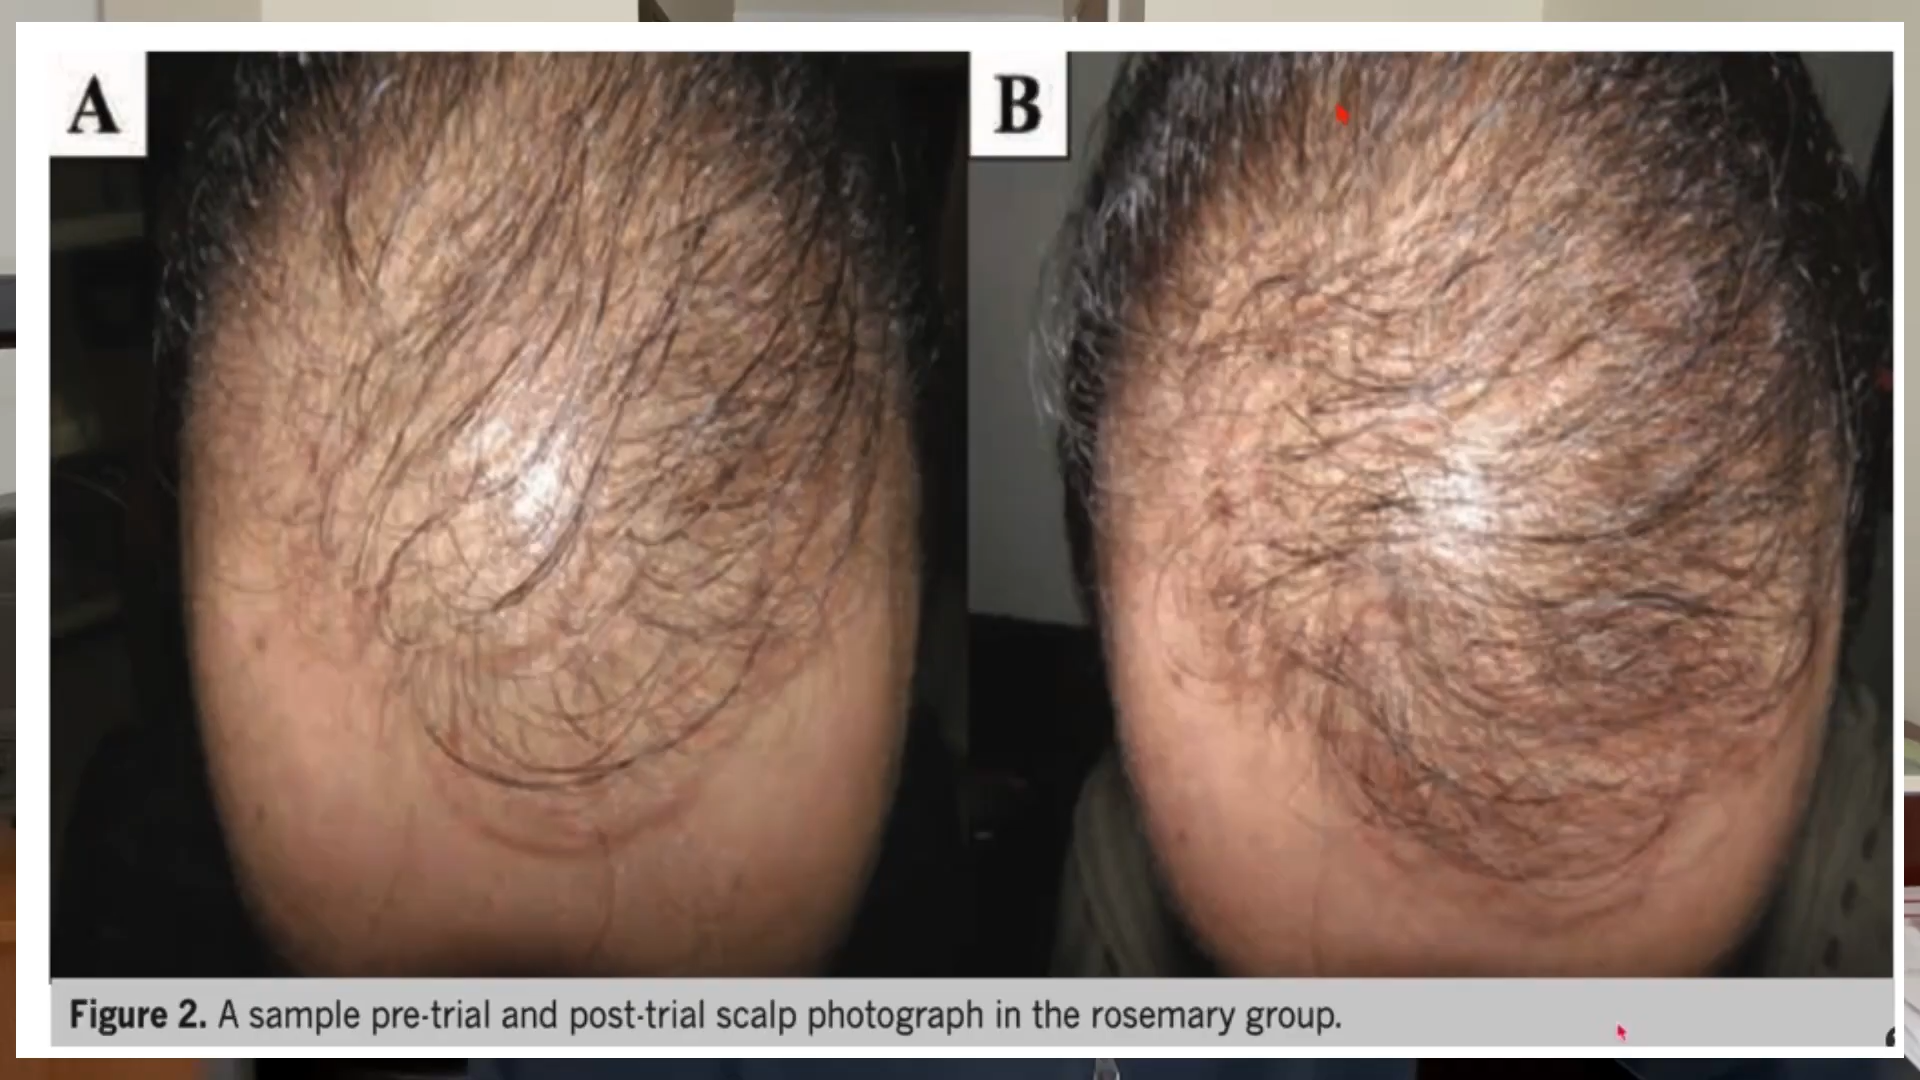 A
B
Figure 2. A sample pre-trial and post-trial scalp photograph in the rosemary group.